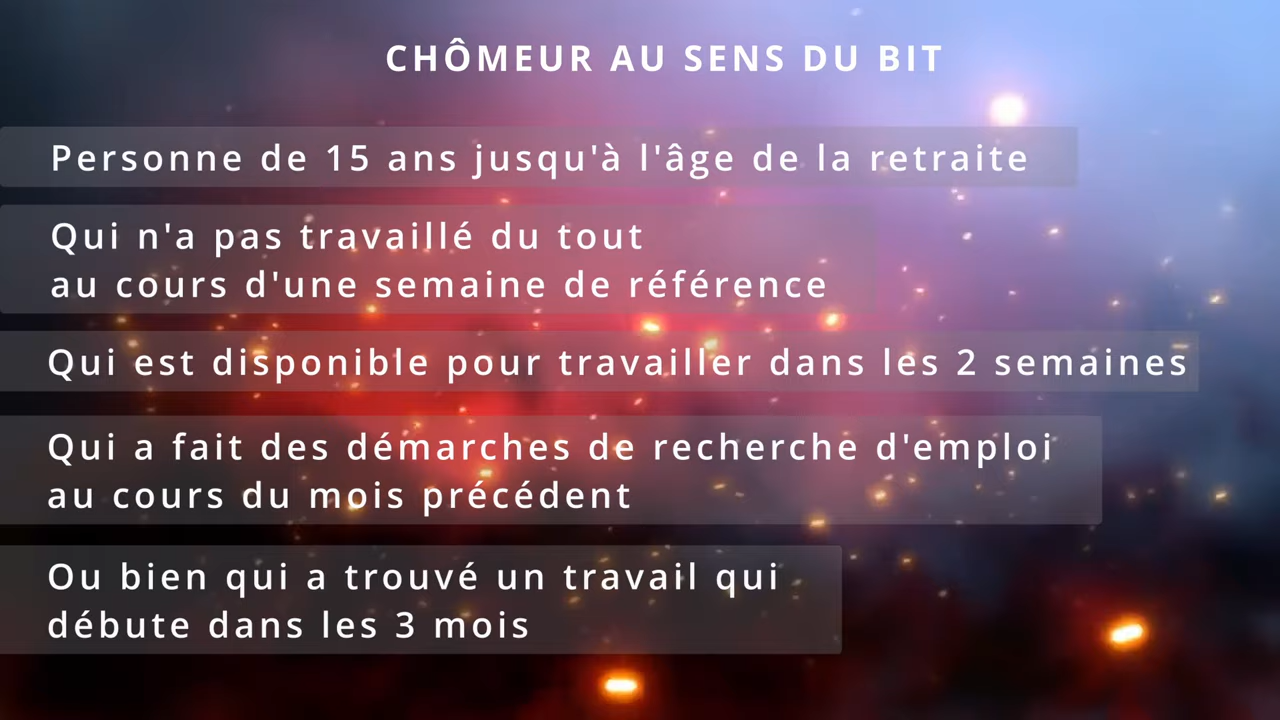 CHÔMEUR AU SENS DU BIT
Personne de 15 ans jusqu'à l'âge de la retraite
Qui n'a pas travaillé du tout
au cours d'une semaine de référence
Qui est disponible pour travailler dans les 2 semaines
Qui a fait des démarches de recherche d'emploi
au cours du mois précédent
Ou bien qui a trouvé un travail qui
débute dans les 3 mois